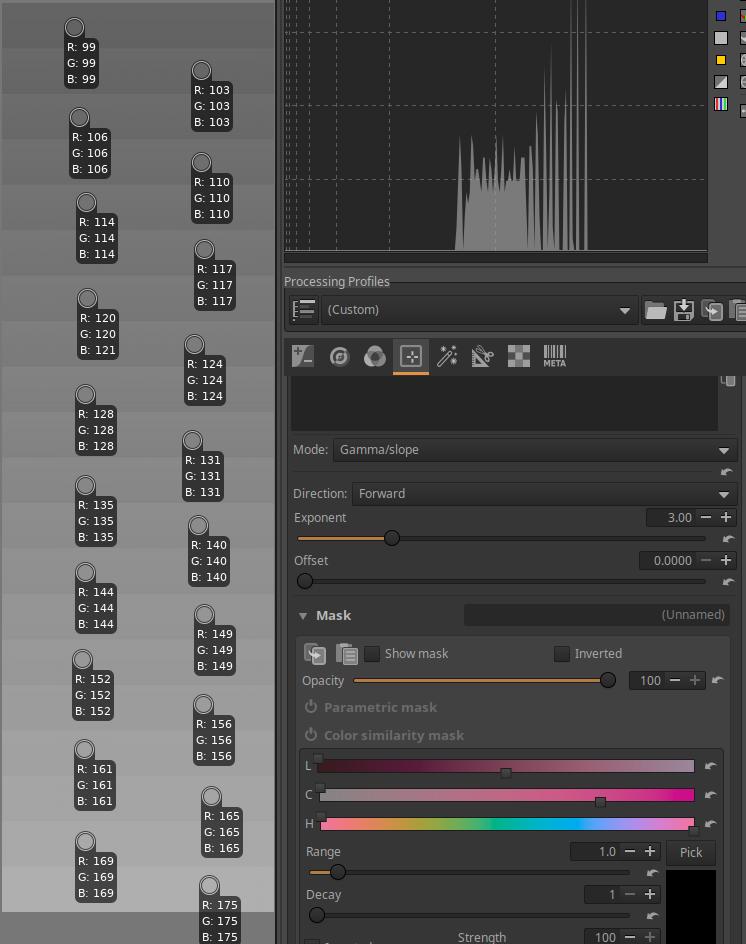 R: 99
G: 99
B: 99
R: 103
G: 103
B: 103
R: 106
G: 106
B: 106
R: 110
G: 110
B: 110
R: 114
G: 114
B: 114
R: 117
G: 117
B: 117
R: 120
G: 120
B: 121
R: 124
G: 124
B: 124
R: 128
G: 128
B: 128
R: 131
G: 131
B: 131
R: 135
G: 135
B: 135
R: 140
G: 140
B: 140
R: 144
G: 144
B: 144
R: 149
G: 149
B: 149
R: 152
G: 152
B: 152
R: 156
G: 156
B: 156
R: 161
G: 161
B: 161
R: 165
G: 165
B: 165
R: 169
G: 169
B: 169
R: 175
G: 175
B: 175
Processing Profiles
(Custom)
META
Mode: Gamma/slope
Direction: Forward
Exponent 3.00
Offset 0.0000
Mask (Unnamed)
Show mask Inverted
Opacity 100
Parametric mask
Color similarity mask
L
C
H
Range 1.0 Pick
Decay 1
Strength 100